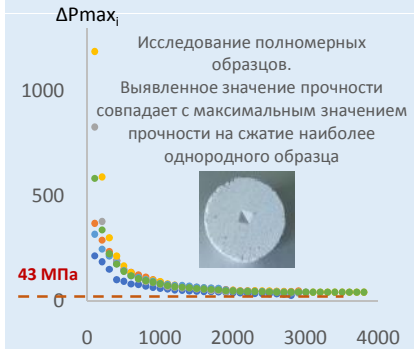 ΔPmaxᵢ
Исследование полномерных
образцов.
Выявленное значение прочности
совпадает с максимальным значением
прочности на сжатие наиболее
однородного образца
1000
500
43 МПа
0
0 1000 2000 3000 4000